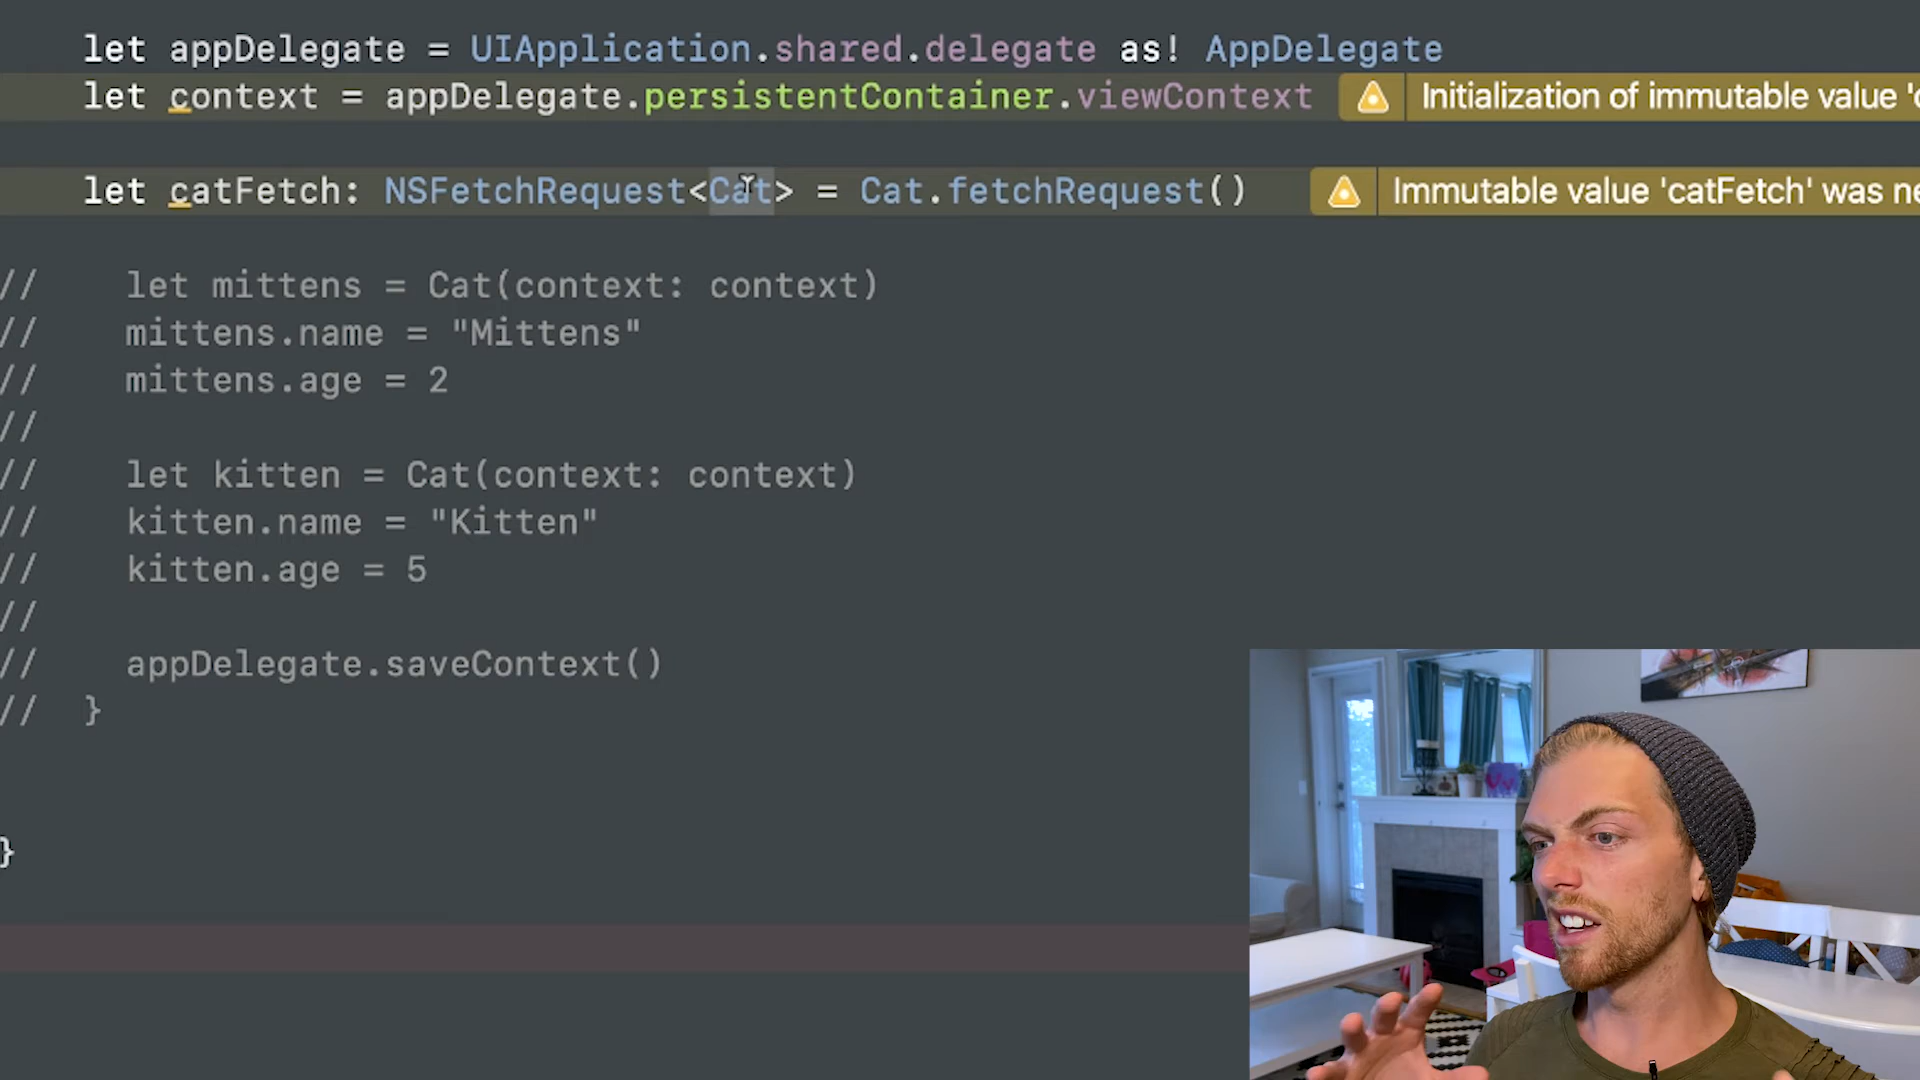 let appDelegate = UIApplication.shared.delegate as! AppDelegate
let context = appDelegate.persistentContainer.viewContext Initialization of immutable value 'c
let catFetch: NSFetchRequest<Cat> = Cat.fetchRequest() Immutable value 'catFetch' was ne
// let mittens = Cat(context: context)
// mittens.name = "Mittens"
// mittens.age = 2
//
// let kitten = Cat(context: context)
// kitten.name = "Kitten"
// kitten.age = 5
//
// appDelegate.saveContext()
// }
}